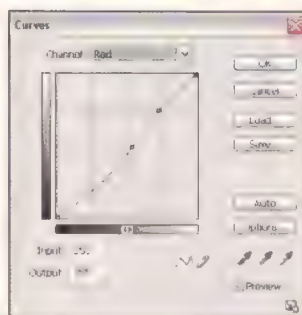 Curves
Channel: Red
OK
Cancel
Load
Save
Auto
Options
Input:
Output:
Preview